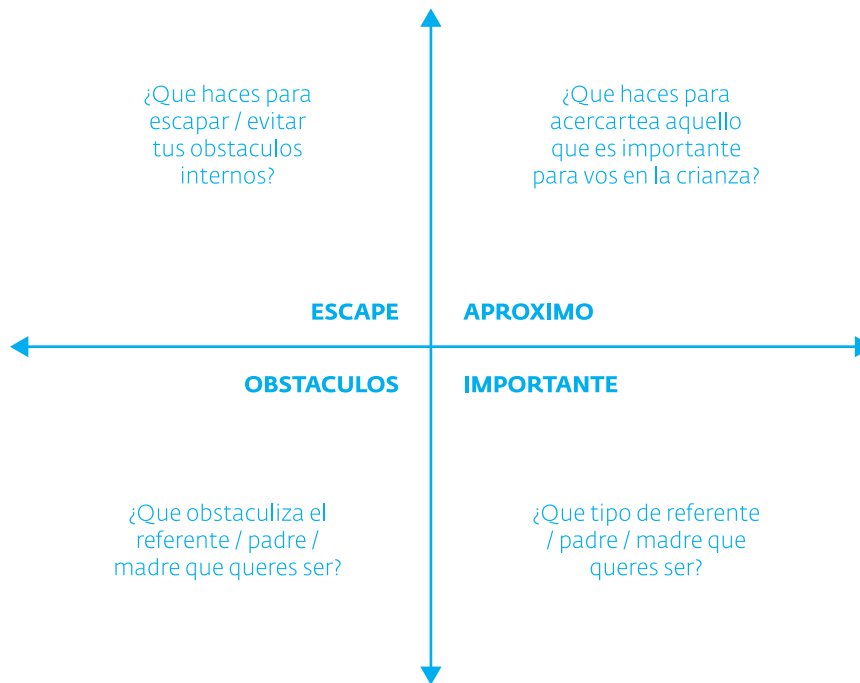 ¿Que haces para
escapar / evitar
tus obstaculos
internos?
¿Que haces para
acercartea aquello
que es importante
para vos en la crianza?
ESCAPE
APROXIMO
OBSTACULOS
IMPORTANTE
¿Que obstaculiza el
referente / padre /
madre que queres ser?
¿Que tipo de referente
/ padre / madre que
queres ser?